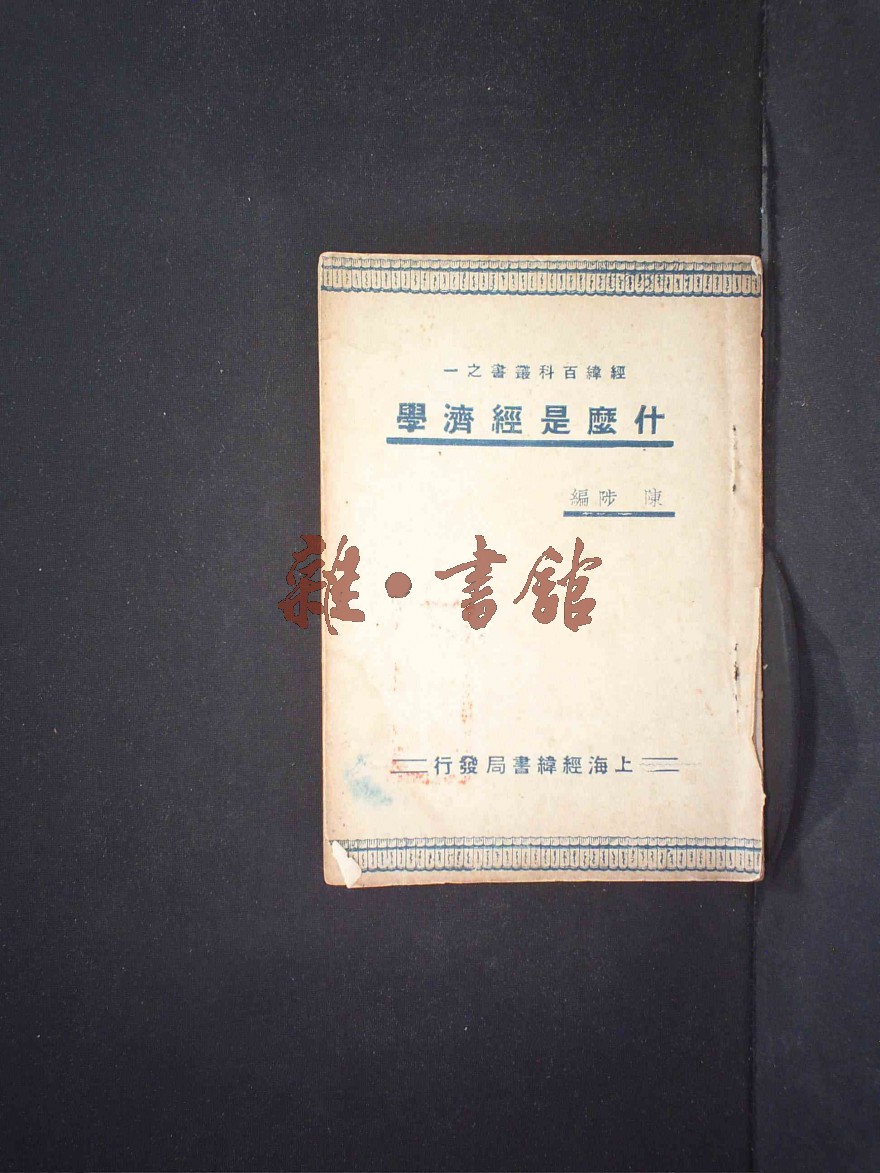 經緯百科叢書之一
什麼是經濟學
陳 陟編
雜·書館
上海經緯書局發行